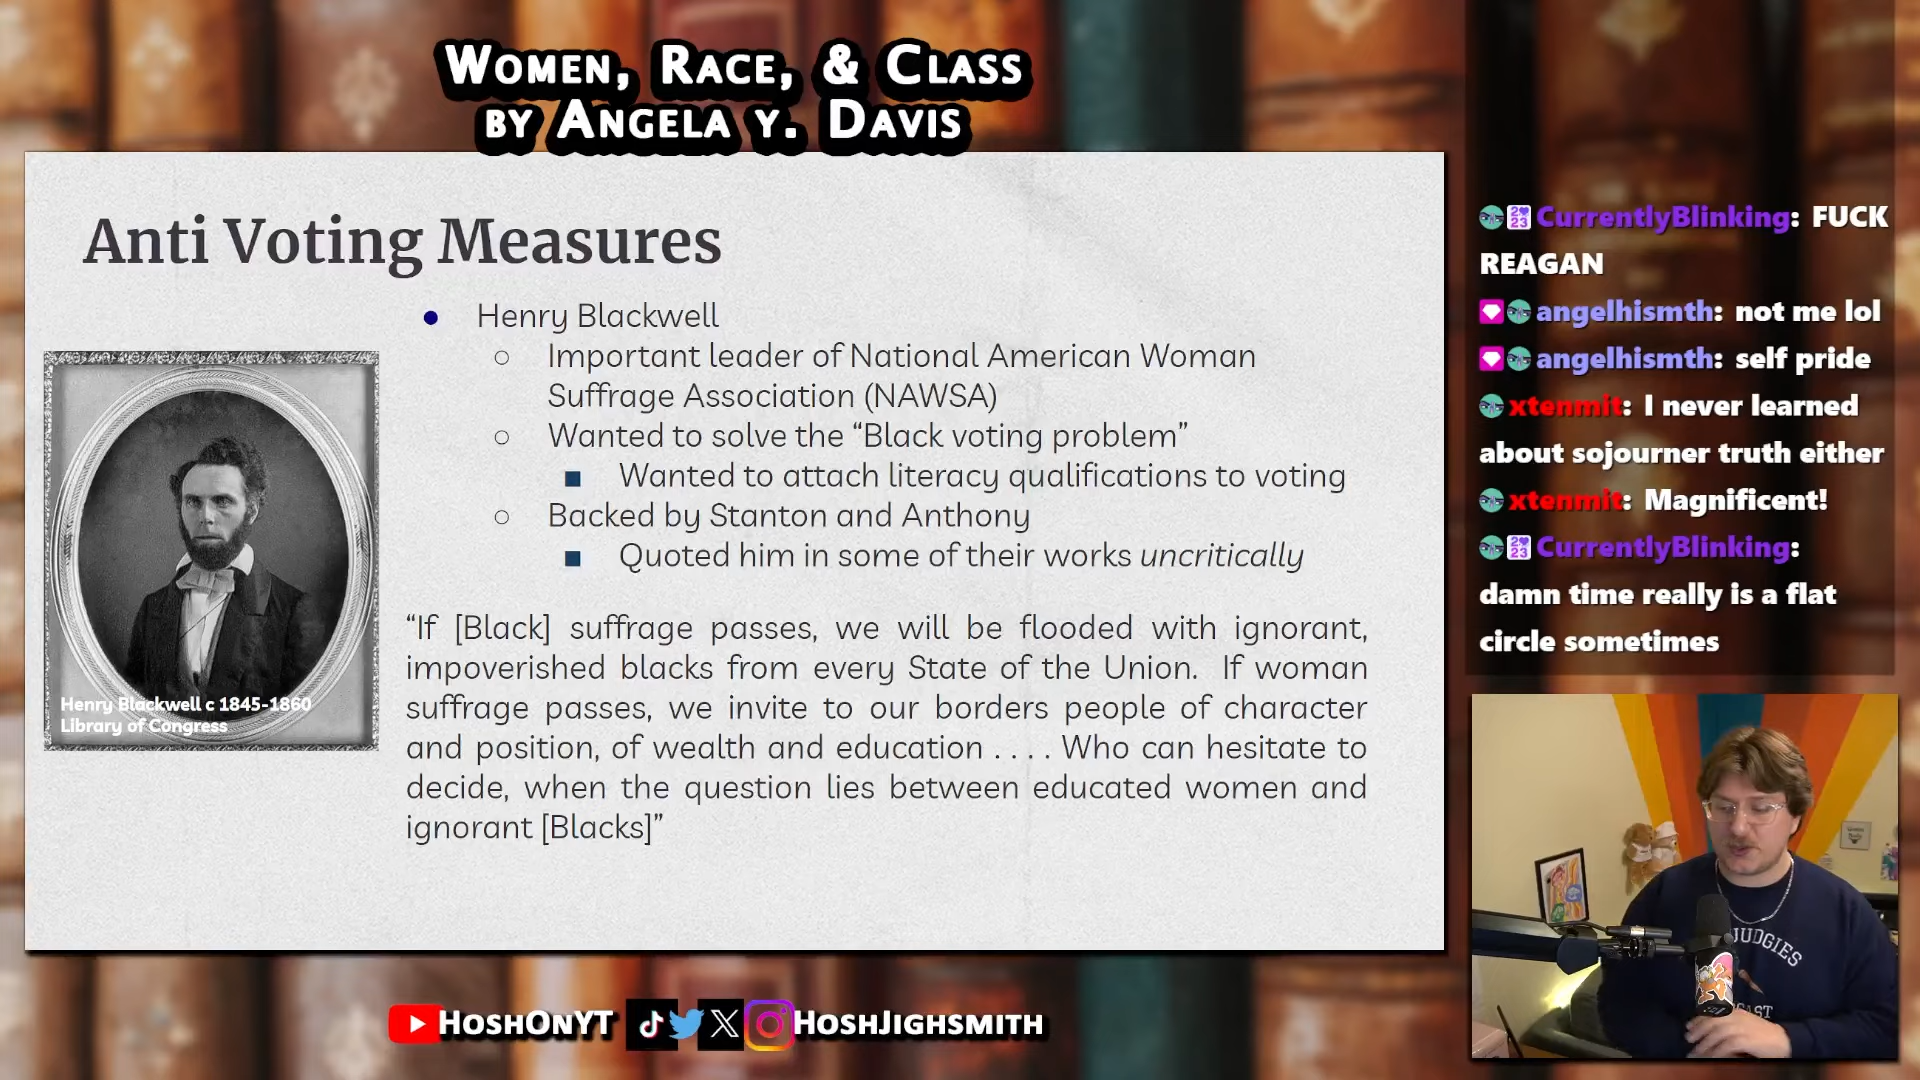 WOMEN, RACE, & CLASS
BY ANGELA Y. DAVIS
Anti Voting Measures
● Henry Blackwell
○ Important leader of National American Woman
Suffrage Association (NAWSA)
○ Wanted to solve the “Black voting problem”
■ Wanted to attach literacy qualifications to voting
○ Backed by Stanton and Anthony
■ Quoted him in some of their works uncritically
“If [Black] suffrage passes, we will be flooded with ignorant,
impoverished blacks from every State of the Union. If woman
suffrage passes, we invite to our borders people of character
and position, of wealth and education . . . . Who can hesitate to
decide, when the question lies between educated women and
ignorant [Blacks]”
Henry Blackwell c 1845-1860
Library of Congress
CurrentlyBlinking: FUCK
REAGAN
angelhismth: not me lol
angelhismth: self pride
xtenmit: I never learned
about sojourner truth either
xtenmit: Magnificent!
CurrentlyBlinking:
damn time really is a flat
circle sometimes
JUDGIES
HOSHONYT
HOSHJIGHSMITH